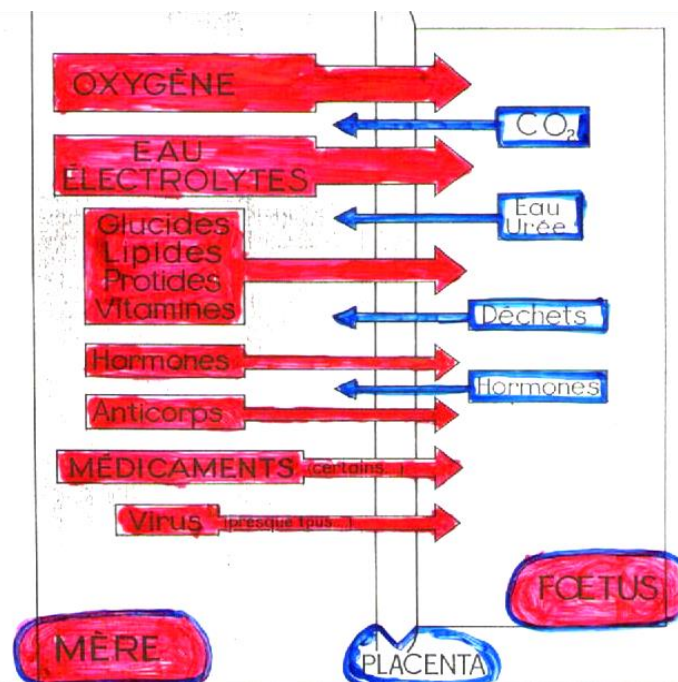 OXYGÈNE
CO₂
EAU
ÉLECTROLYTES
Eau
Urée
Glucides
Lipides
Protides
Vitamines
Déchets
Hormones
Hormones
Anticorps
MÉDICAMENTS (certains...)
Virus (presque tous...)
FŒTUS
MÈRE
PLACENTA